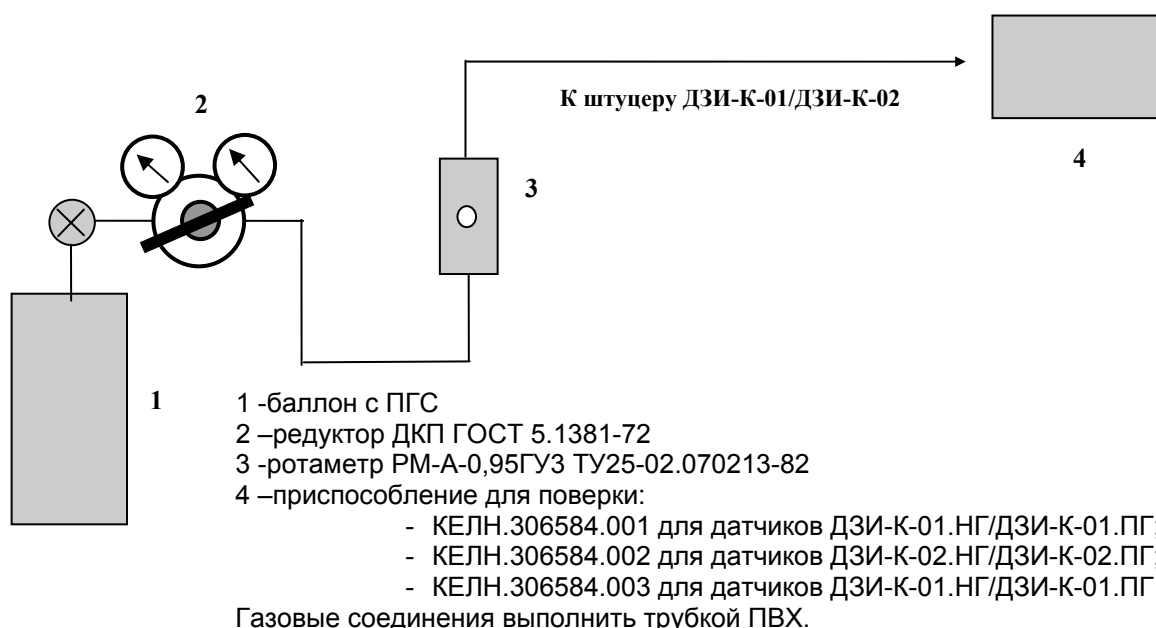 2
К штуцеру ДЗИ-К-01/ДЗИ-К-02
4
3
1
1 -баллон с ПГС
2 –редуктор ДКП ГОСТ 5.1381-72
3 -ротаметр РМ-А-0,95ГУЗ ТУ25-02.070213-82
4 –приспособление для поверки:
- КЕЛН.306584.001 для датчиков ДЗИ-К-01.НГ/ДЗИ-К-01.ПГ;
- КЕЛН.306584.002 для датчиков ДЗИ-К-02.НГ/ДЗИ-К-02.ПГ;
- КЕЛН.306584.003 для датчиков ДЗИ-К-01.НГ/ДЗИ-К-01.ПГ
Газовые соединения выполнить трубкой ПВХ.